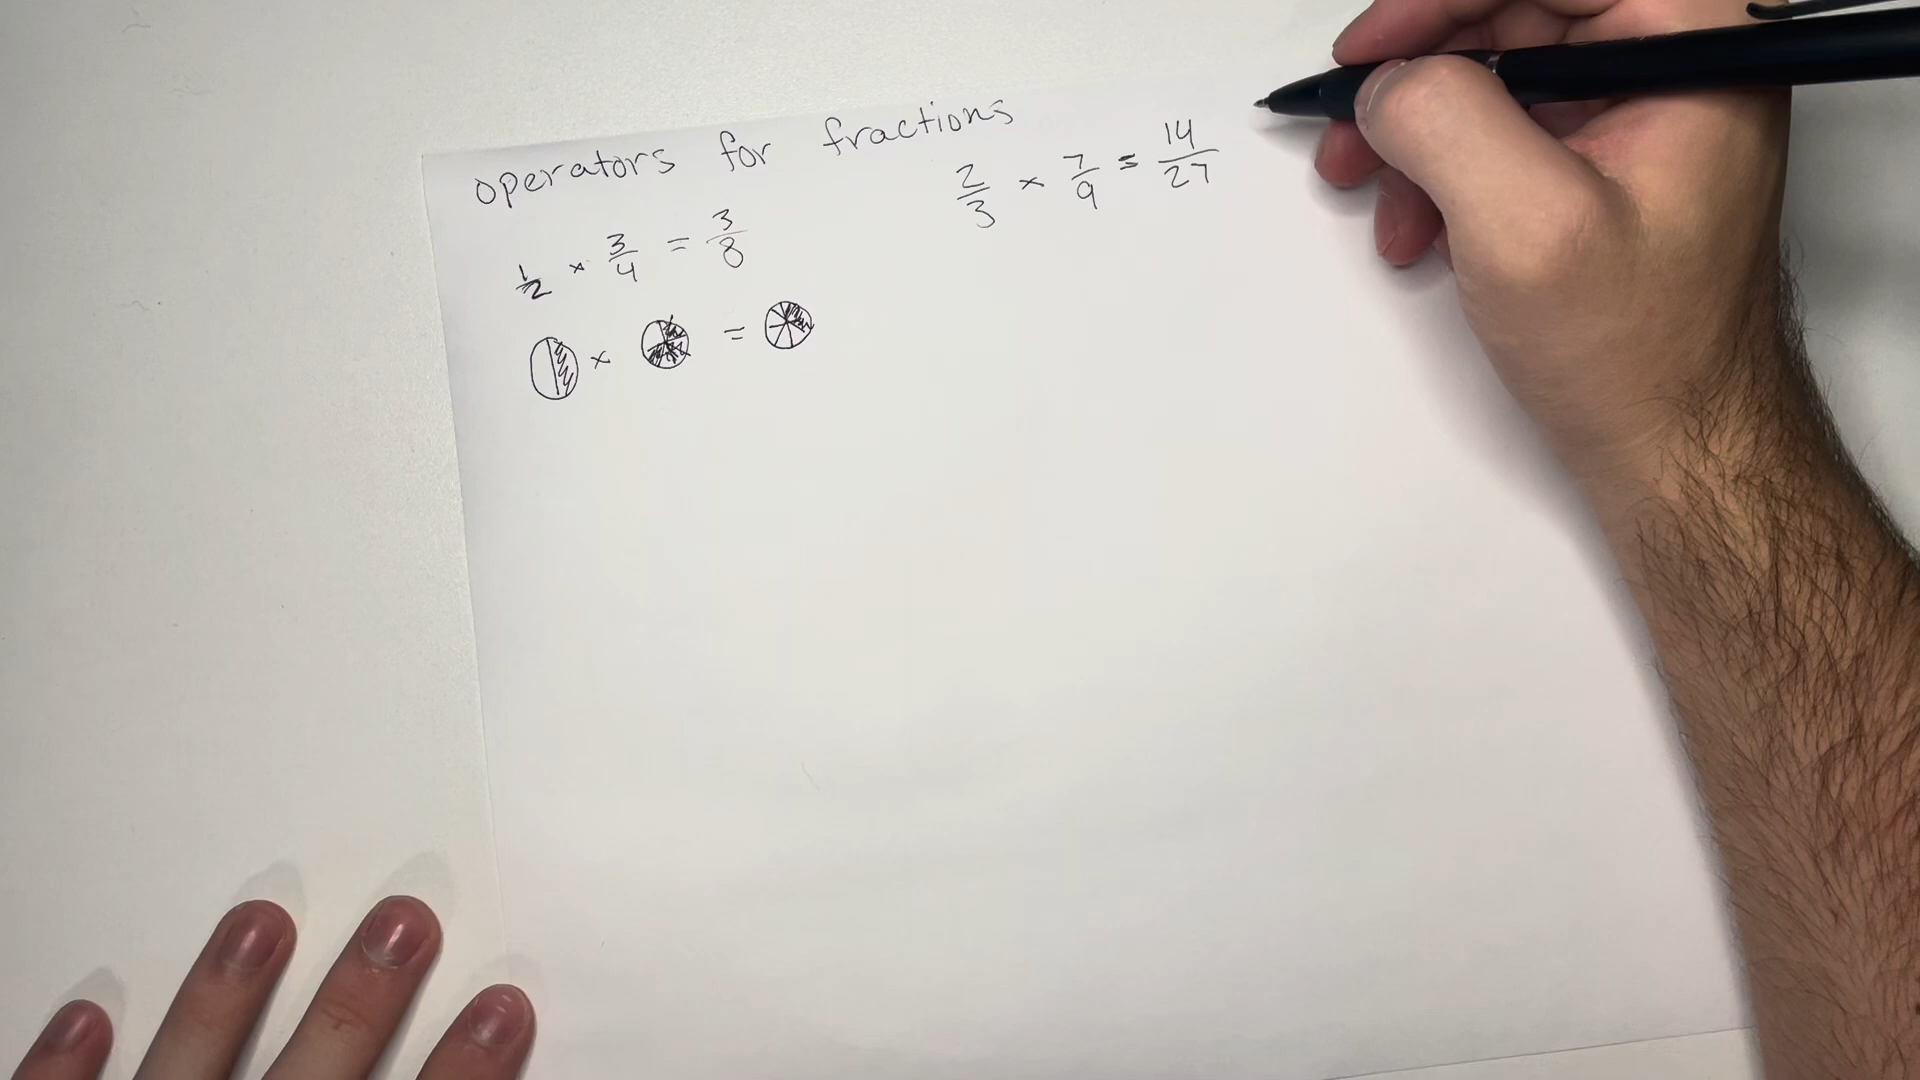 operators for fractions
1/2 × 3/4 = 3/8
× =
2/3 × 7/9 = 14/27